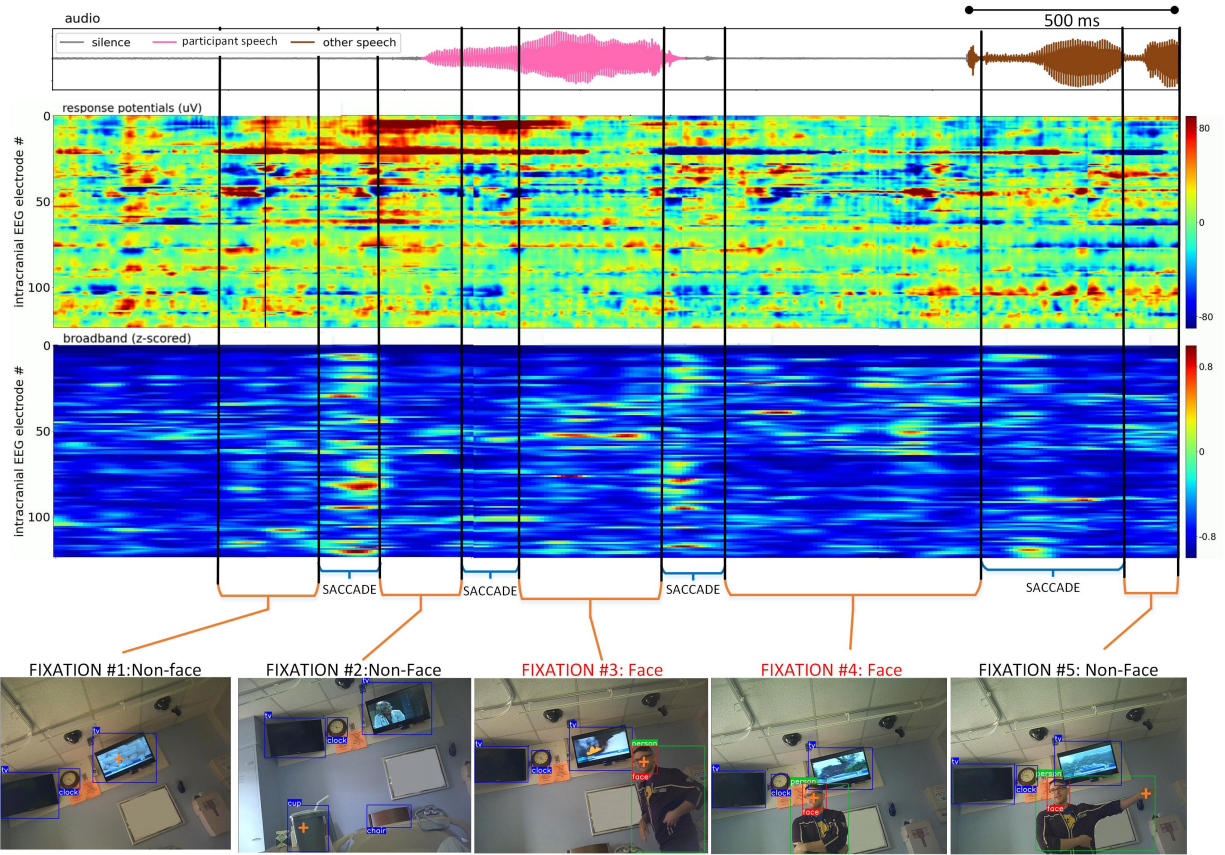 audio
500 ms
silence
participant speech
other speech
response potentials (uV)
0
50
100
intracranial EEG electrode #
80
0
-80
broadband (z-scored)
0
50
100
intracranial EEG electrode #
0.8
0
-0.8
SACCADE
SACCADE
SACCADE
SACCADE
FIXATION #1:Non-face
FIXATION #2:Non-Face
FIXATION #3: Face
FIXATION #4: Face
FIXATION #5: Non-Face
tv
tv
clock
tv
tv
clock
cup
chair
tv
tv
clock
person
face
tv
tv
clock
person
face
tv
tv
clock
person
face